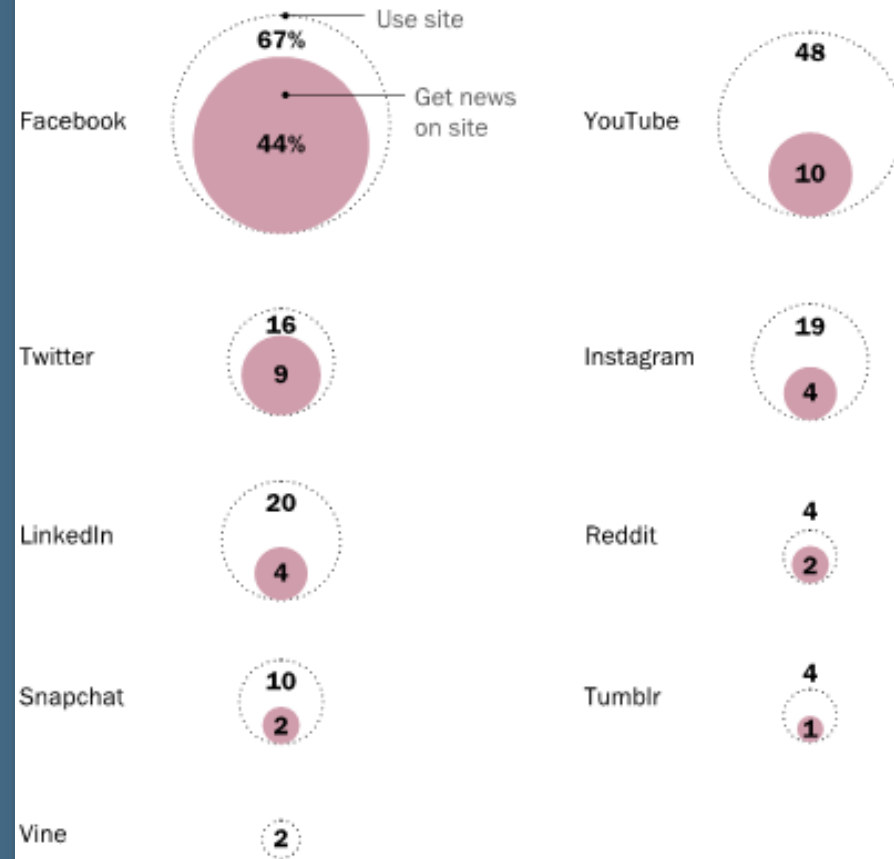 Use site
67%
Get news
on site
Facebook
44%
48
YouTube
10
16
Twitter
9
19
Instagram
4
20
LinkedIn
4
4
Reddit
2
10
Snapchat
2
4
Tumblr
1
Vine
2